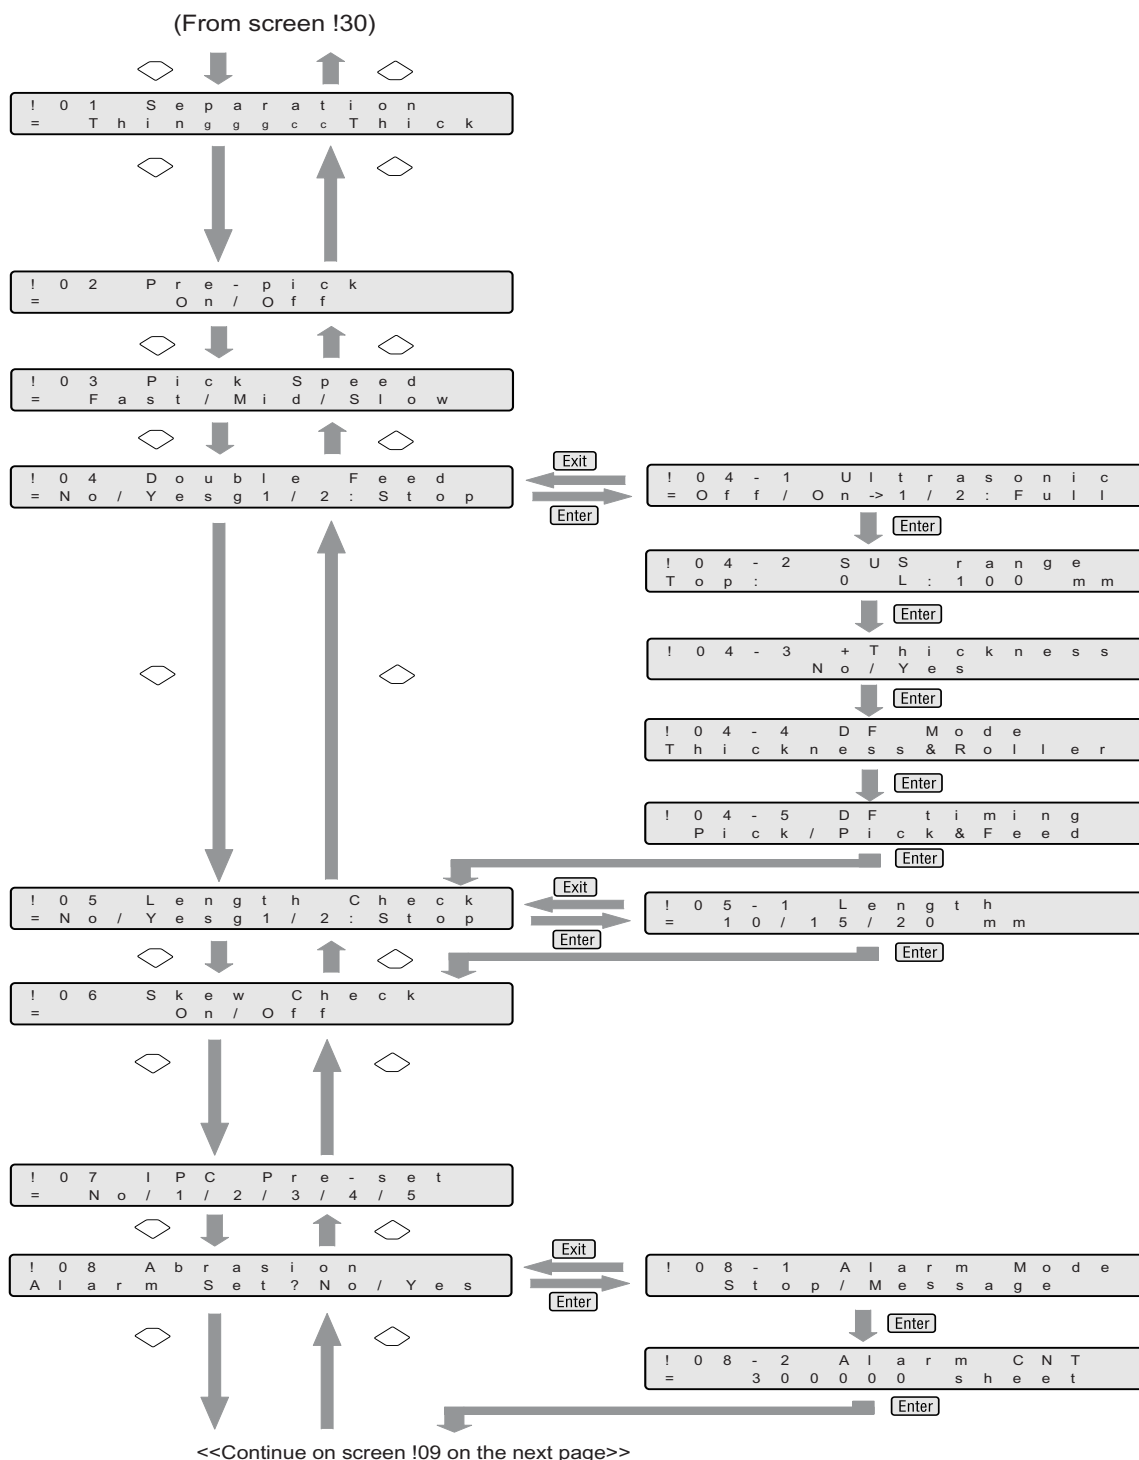 (From screen !30)
!01 Separation
= ThingggccThick
!02 Pre-pick
= On/Off
!03 Pick Speed
= Fast/Mid/Slow
!04 Double Feed
=No/Yesg1/2:Stop
Exit
Enter
!04-1 Ultrasonic
=Off/On->1/2:Full
Enter
!04-2 SUS range
Top: 0 L:100 mm
Enter
!04-3 +Thickness
No/Yes
Enter
!04-4 DF Mode
Thickness&Roller
Enter
!04-5 DF timing
Pick/Pick&Feed
Enter
!05 Length Check
=No/Yesg1/2:Stop
Exit
Enter
!05-1 Length
= 10/15/20 mm
Enter
!06 Skew Check
= On/Off
!07 IPC Pre-set
= No/1/2/3/4/5
!08 Abrasion
Alarm Set?No/Yes
Exit
Enter
!08-1 Alarm Mode
Stop/Message
Enter
!08-2 Alarm CNT
= 300000 sheet
Enter
<<Continue on screen !09 on the next page>>